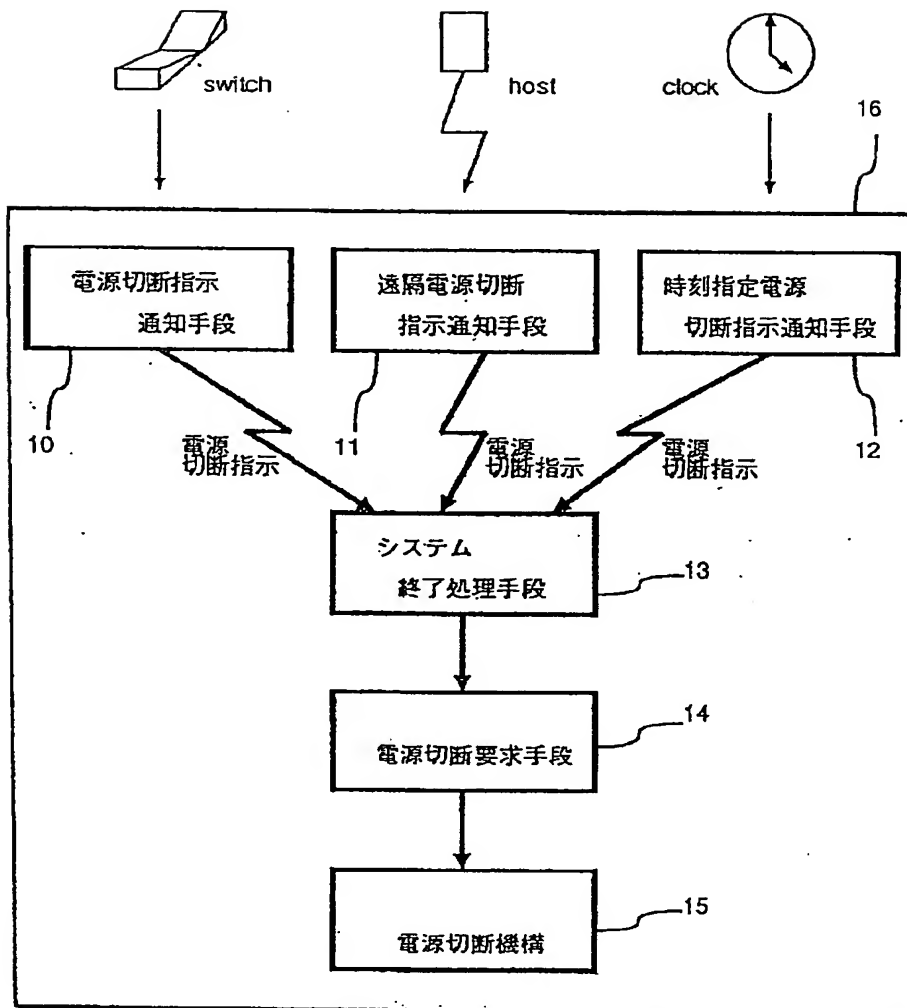 switch
host
clock
16
電源切断指示
通知手段
遠隔電源切断
指示通知手段
時刻指定電源
切断指示通知手段
10
11
12
電源
切断指示
電源
切断指示
電源
切断指示
システム
終了処理手段
13
電源切断要求手段
14
電源切断機構
15